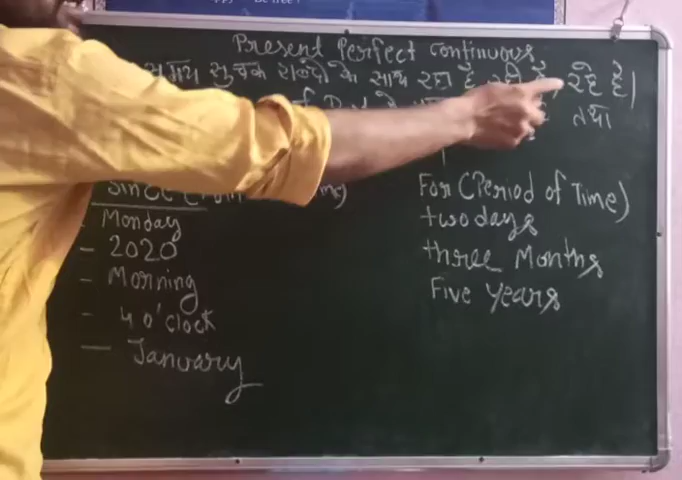 Present Perfect Continuous
समय सूचक शब्दो के साथ रहा है रही है, रहे है।
तथा
Since
For (Period of Time)
- Monday
two days
- 2020
three Months
- Morning
Five years
- 4 o'clock
- January